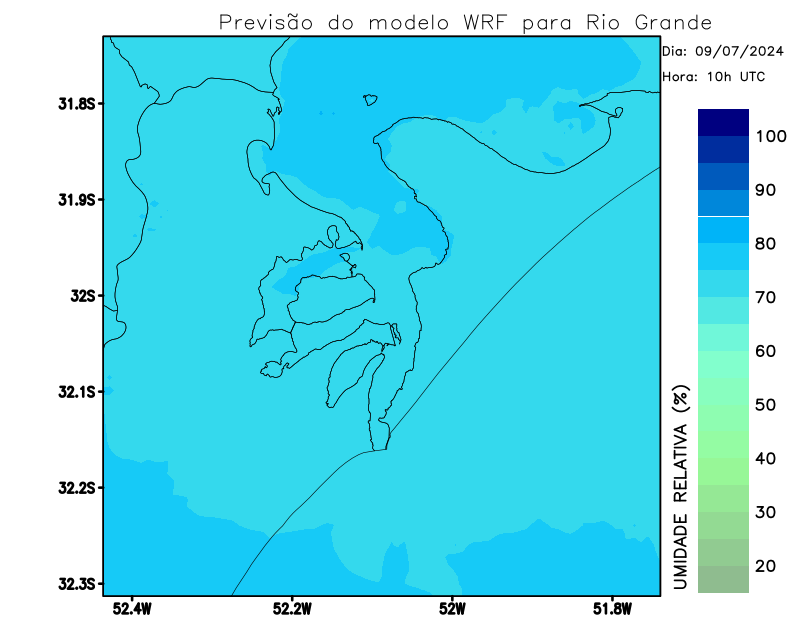 Previsão do modelo WRF para Rio Grande
Dia: 09/07/2024
Hora: 10h UTC
31.8S
31.9S
32S
32.1S
32.2S
32.3S
52.4W
52.2W
52W
51.8W
UMIDADE RELATIVA (%)
100
90
80
70
60
50
40
30
20